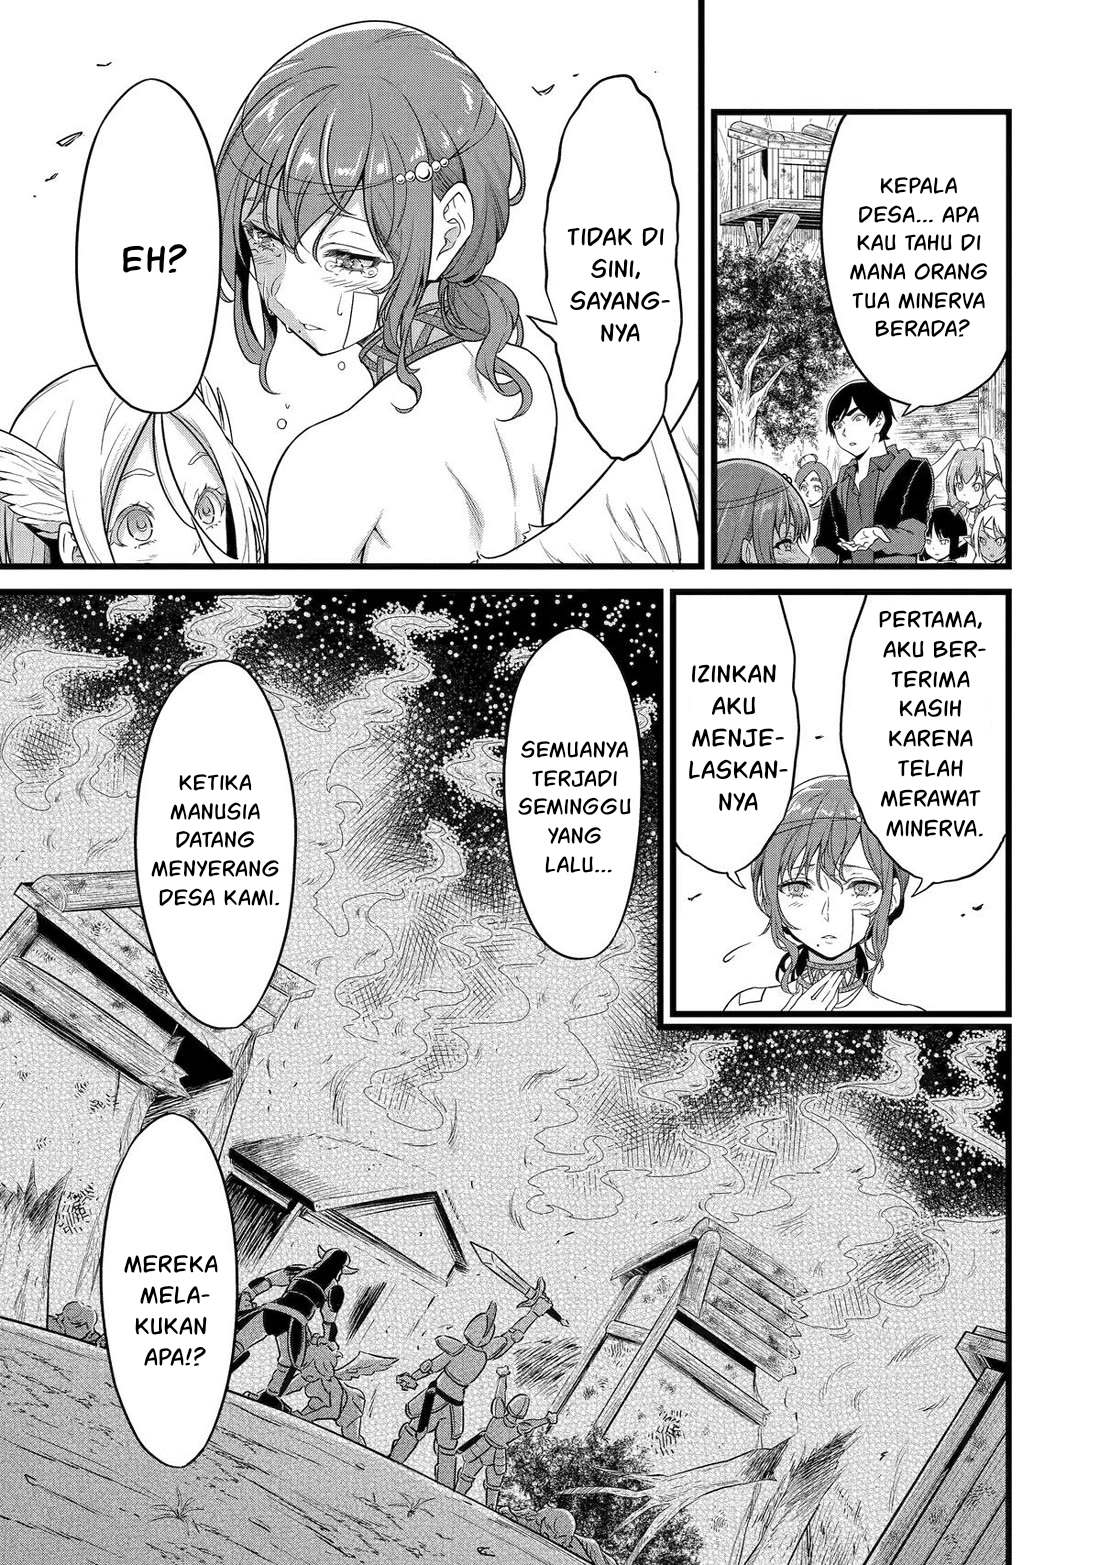 KEPALA
DESA... APA
KAU TAHU DI
MANA ORANG
TUA MINERVA
BERADA?
TIDAK DI
SINI,
SAYANG-
NYA
EH?
PERTAMA,
AKU BER-
TERIMA
KASIH
KARENA
TELAH
MERAWAT
MINERVA.
IZINKAN
AKU
MENJE-
LASKAN-
NYA
SEMUANYA
TERJADI
SEMINGGU
YANG
LALU...
KETIKA
MANUSIA
DATANG
MENYERANG
DESA KAMI.
MEREKA
MELA-
KUKAN
APA!?